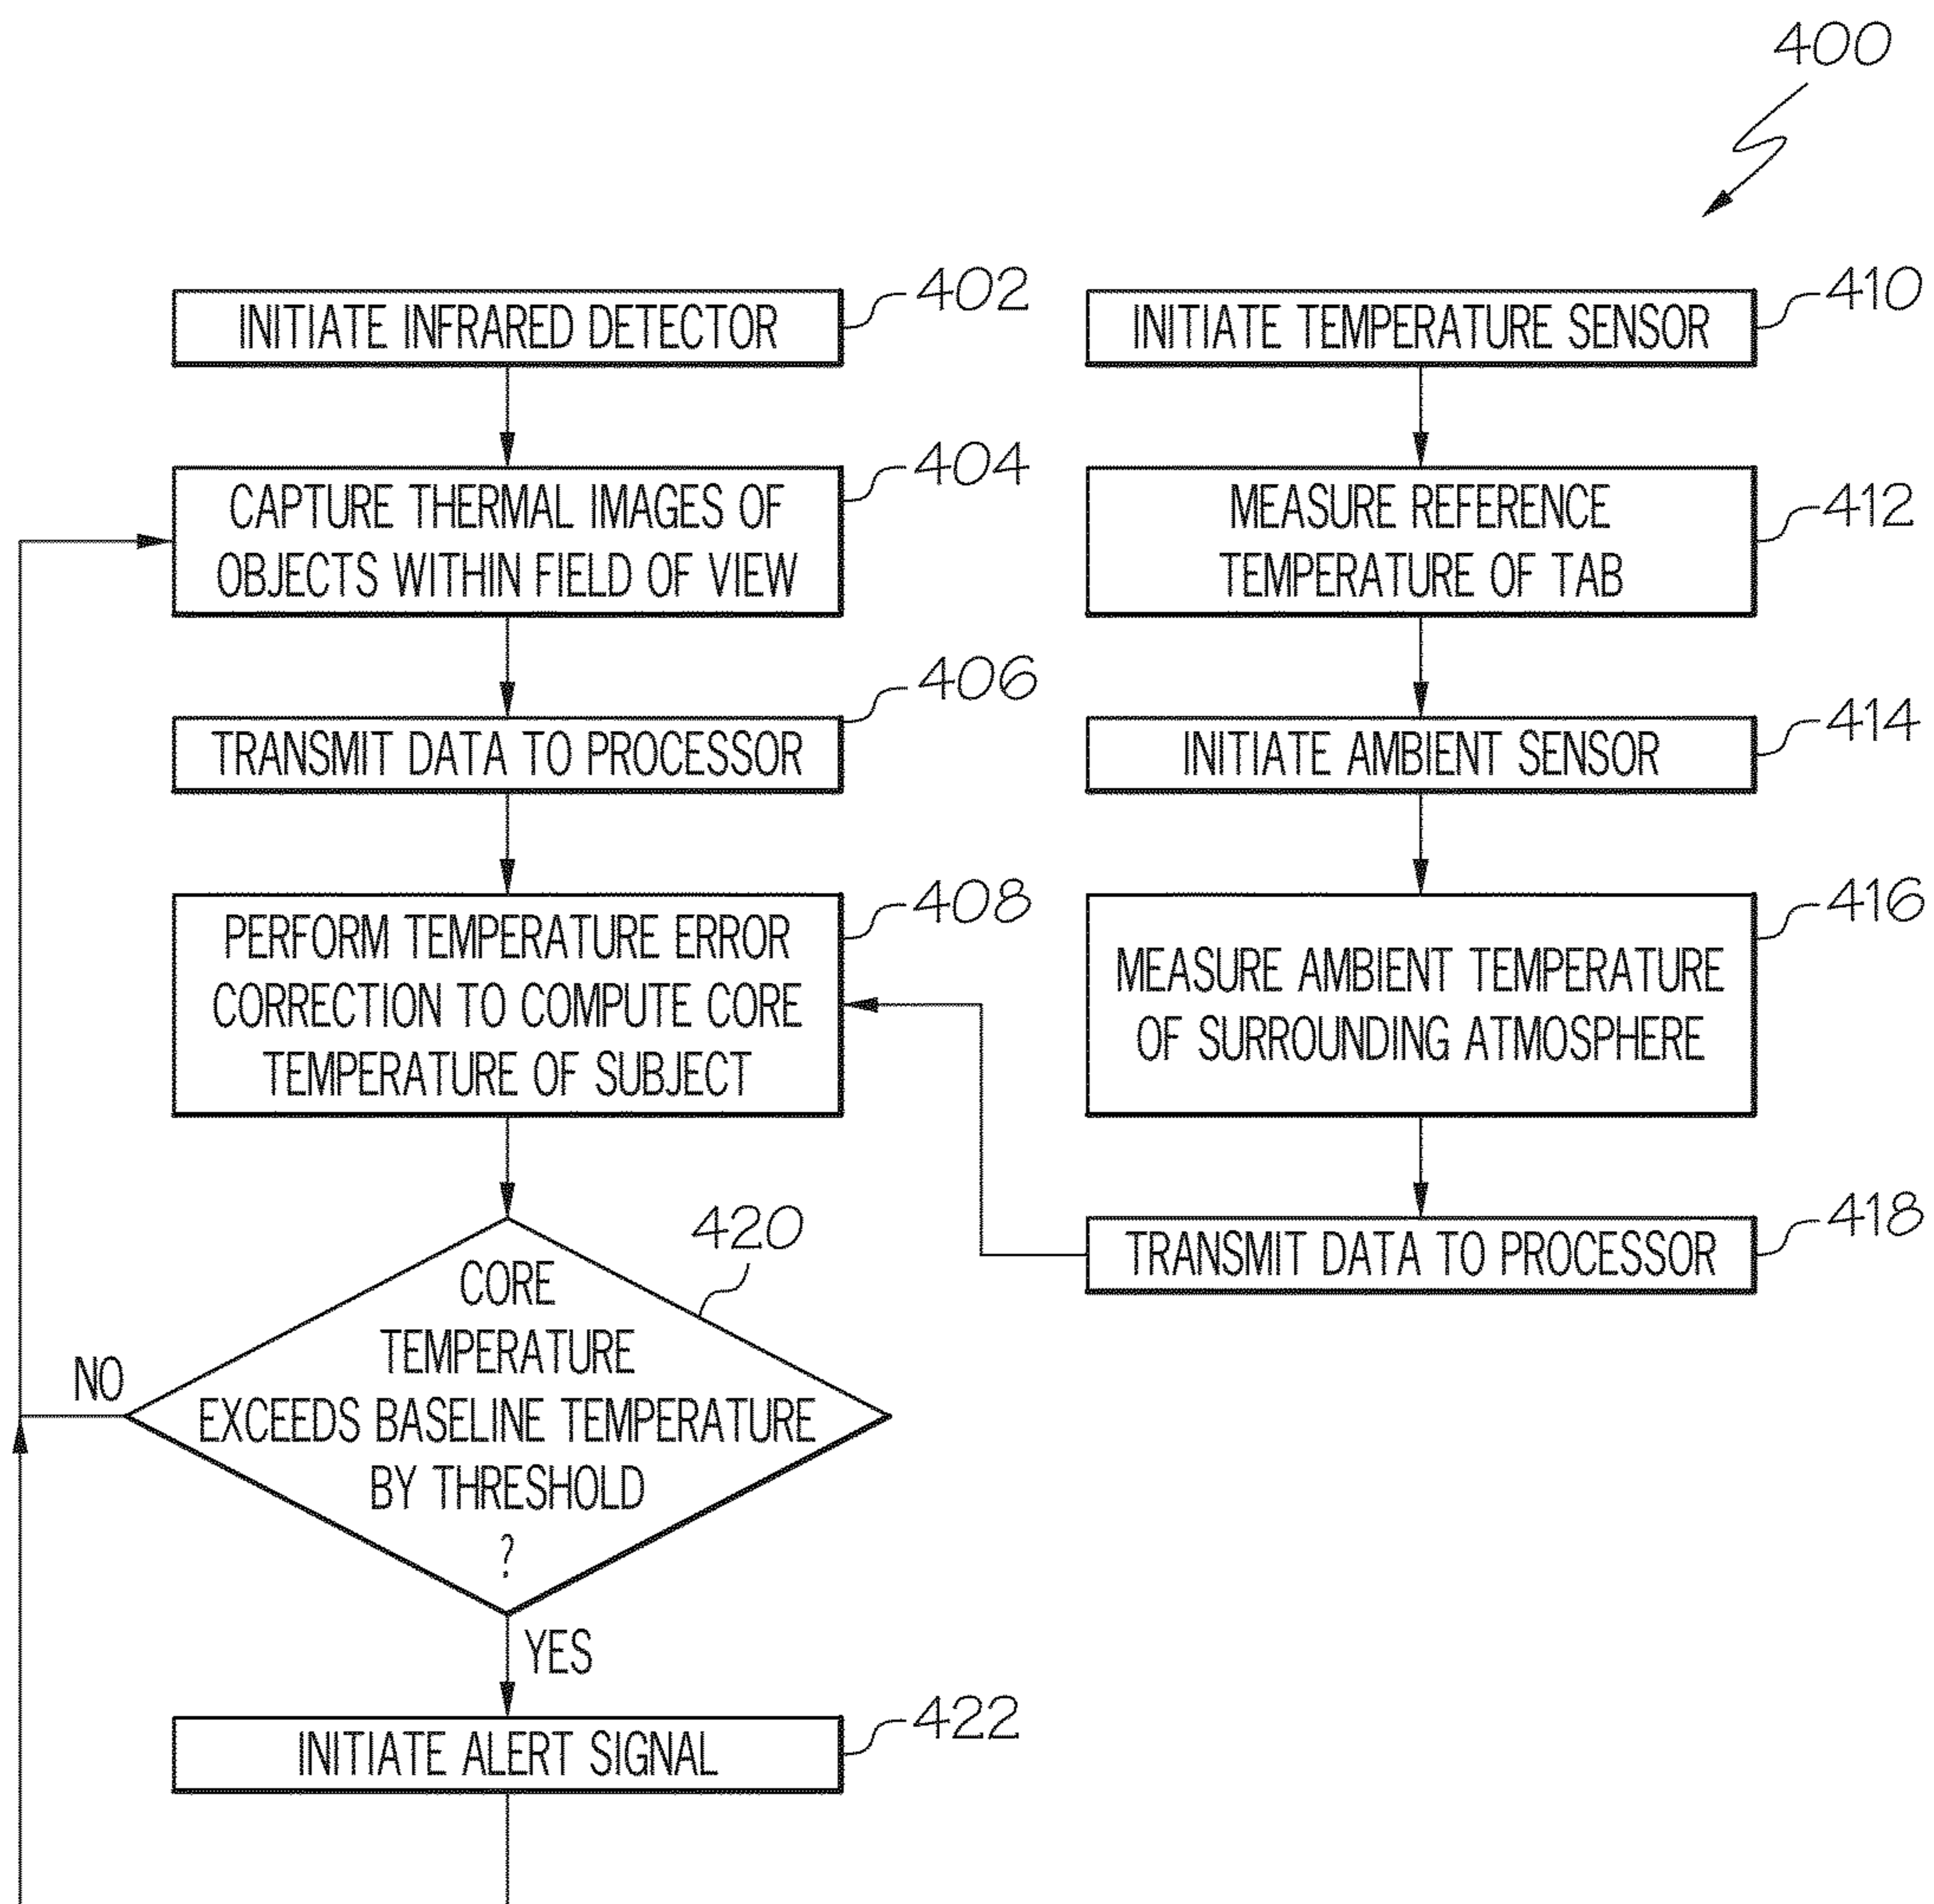 400
INITIATE INFRARED DETECTOR
402
CAPTURE THERMAL IMAGES OF
OBJECTS WITHIN FIELD OF VIEW
404
TRANSMIT DATA TO PROCESSOR
406
PERFORM TEMPERATURE ERROR
CORRECTION TO COMPUTE CORE
TEMPERATURE OF SUBJECT
408
INITIATE TEMPERATURE SENSOR
410
MEASURE REFERENCE
TEMPERATURE OF TAB
412
INITIATE AMBIENT SENSOR
414
MEASURE AMBIENT TEMPERATURE
OF SURROUNDING ATMOSPHERE
416
TRANSMIT DATA TO PROCESSOR
418
420
CORE
TEMPERATURE
EXCEEDS BASELINE TEMPERATURE
BY THRESHOLD
?
NO
YES
INITIATE ALERT SIGNAL
422